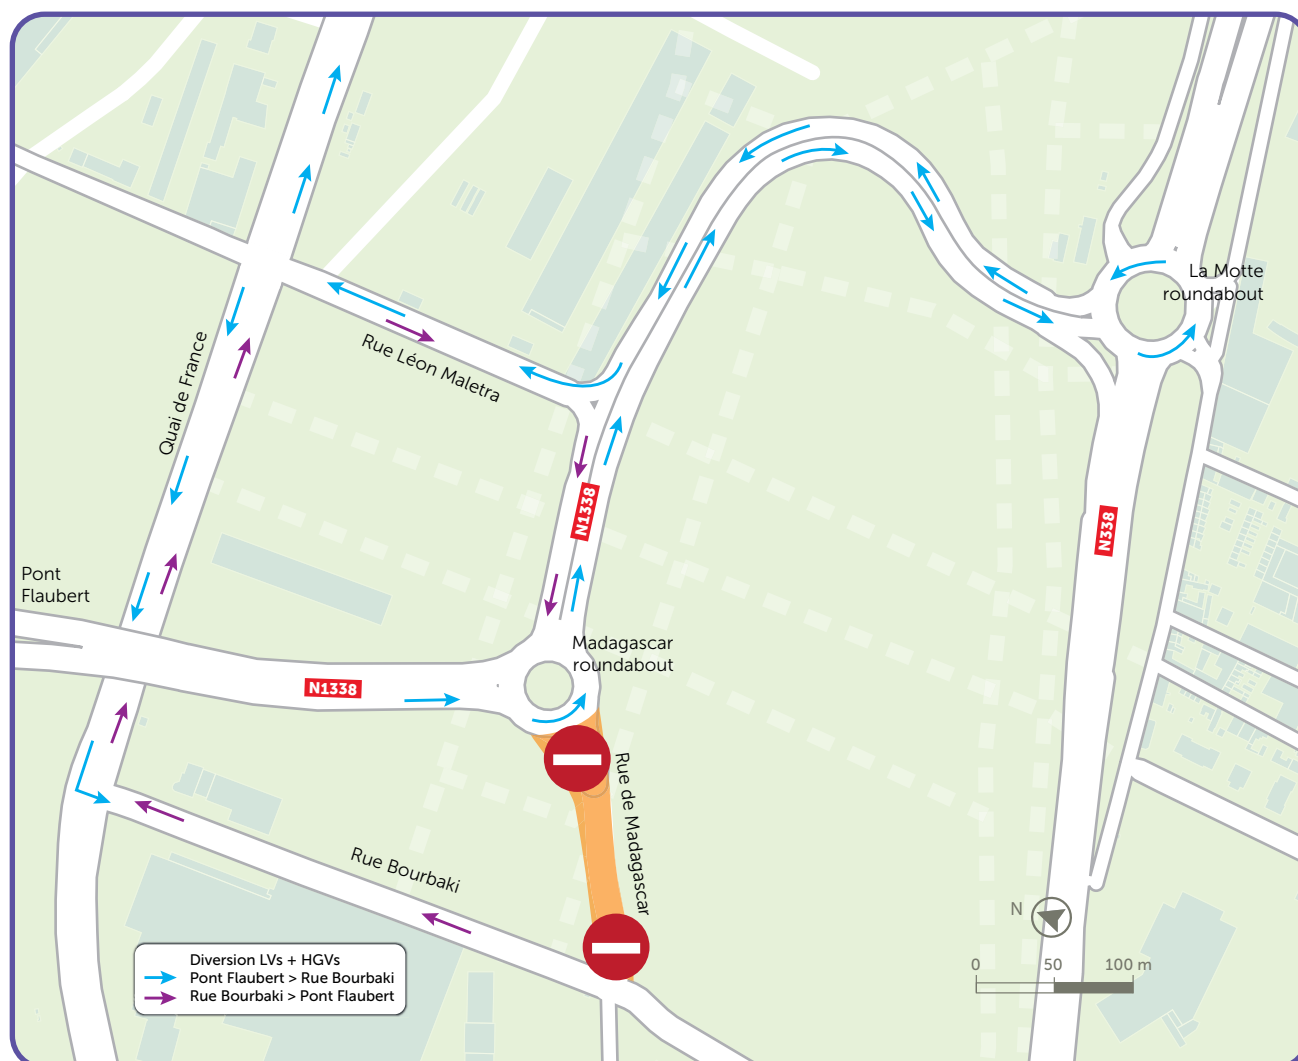 La Motte
roundabout
Rue Léon Maletra
Quai de France
N1338
N338
Pont
Flaubert
Madagascar
roundabout
N1338
Rue de Madagascar
Rue Bourbaki
N
0 50 100 m
Diversion LVs + HGVs
Pont Flaubert > Rue Bourbaki
Rue Bourbaki > Pont Flaubert